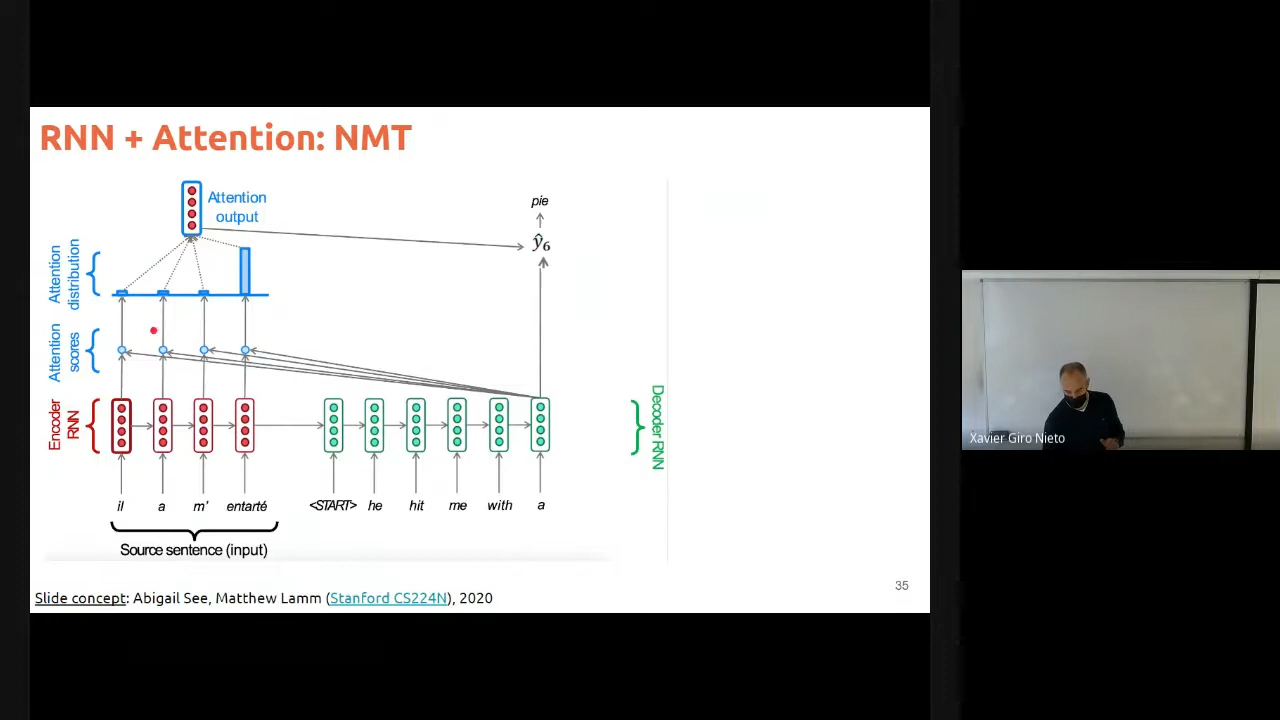 RNN + Attention: NMT
Attention
output
pie
ŷ6
Attention
distribution
Attention
scores
Encoder
RNN
Decoder RNN
il a m' entarté <START> he hit me with a
Source sentence (input)
35
Slide concept: Abigail See, Matthew Lamm (Stanford CS224N), 2020
Xavier Giro Nieto